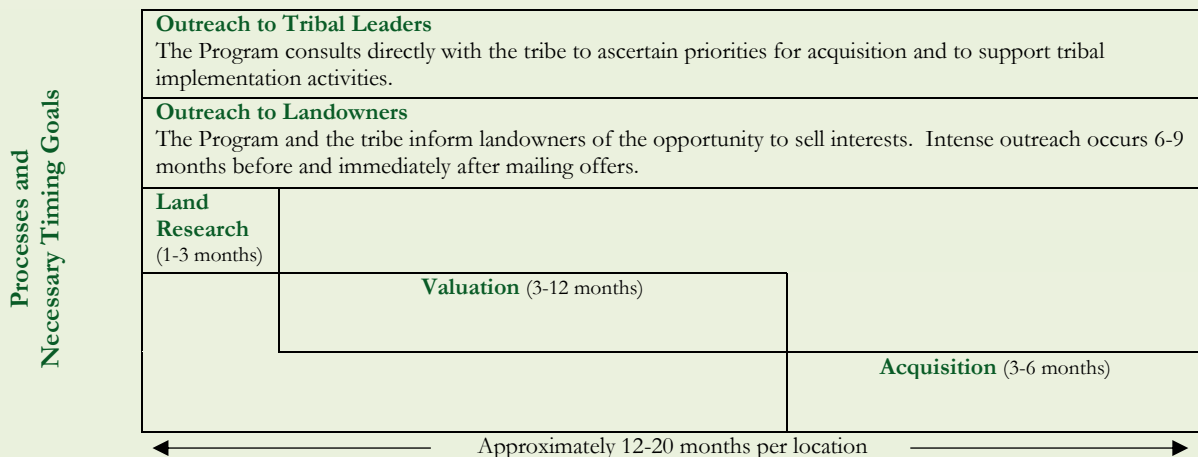 Processes and
Necessary Timing Goals
Outreach to Tribal Leaders
The Program consults directly with the tribe to ascertain priorities for acquisition and to support tribal
implementation activities.
Outreach to Landowners
The Program and the tribe inform landowners of the opportunity to sell interests. Intense outreach occurs 6-9
months before and immediately after mailing offers.
Land
Research
(1-3 months)
Valuation (3-12 months)
Acquisition (3-6 months)
Approximately 12-20 months per location